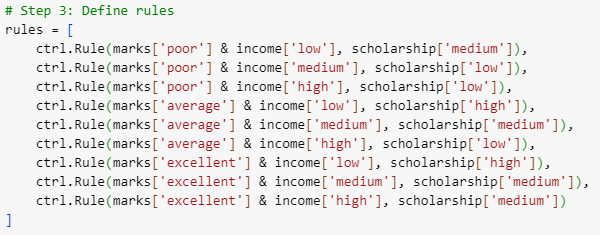 # Step 3: Define rules
rules = [
    ctrl.Rule(marks['poor'] & income['low'], scholarship['medium']),
    ctrl.Rule(marks['poor'] & income['medium'], scholarship['low']),
    ctrl.Rule(marks['poor'] & income['high'], scholarship['low']),
    ctrl.Rule(marks['average'] & income['low'], scholarship['high']),
    ctrl.Rule(marks['average'] & income['medium'], scholarship['medium']),
    ctrl.Rule(marks['average'] & income['high'], scholarship['low']),
    ctrl.Rule(marks['excellent'] & income['low'], scholarship['high']),
    ctrl.Rule(marks['excellent'] & income['medium'], scholarship['medium']),
    ctrl.Rule(marks['excellent'] & income['high'], scholarship['medium'])
]